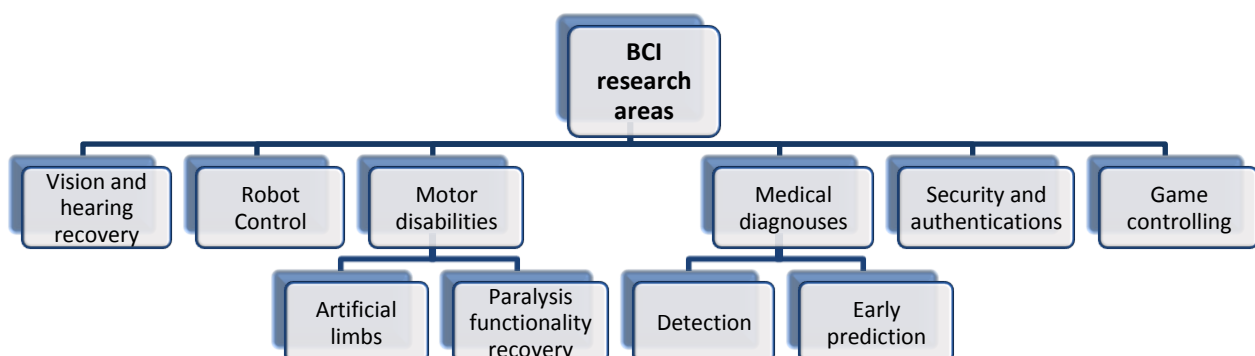 BCI
research
areas
Vision and
hearing
recovery
Robot
Control
Motor
disabilities
Medical
diagnouses
Security and
authentications
Game
controlling
Artificial
limbs
Paralysis
functionality
recovery
Detection
Early
prediction